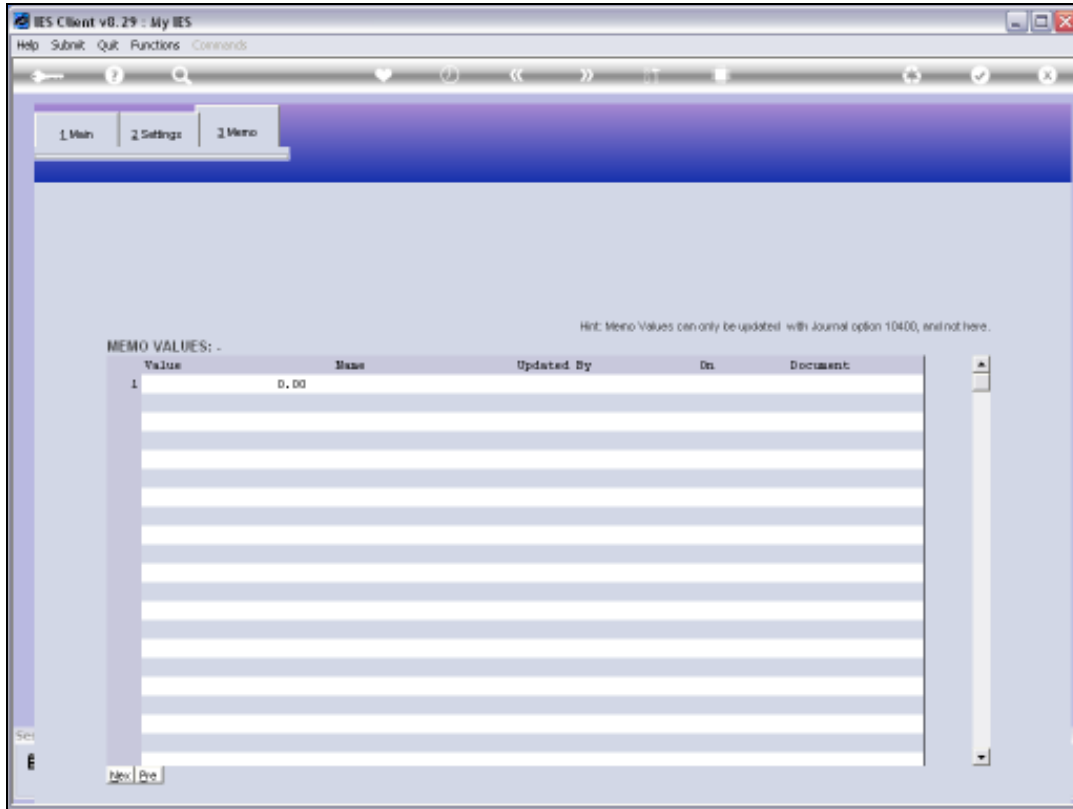 IES Client v8.29 : My IES
Help Submit Quit Functions Commands
1 Main 2 Settings 3 Memo
Hint: Memo Values can only be updated with Journal option 10400, and not here.
MEMO VALUES: -
Value Name Updated By On Document
1 0.00
Nex Pre